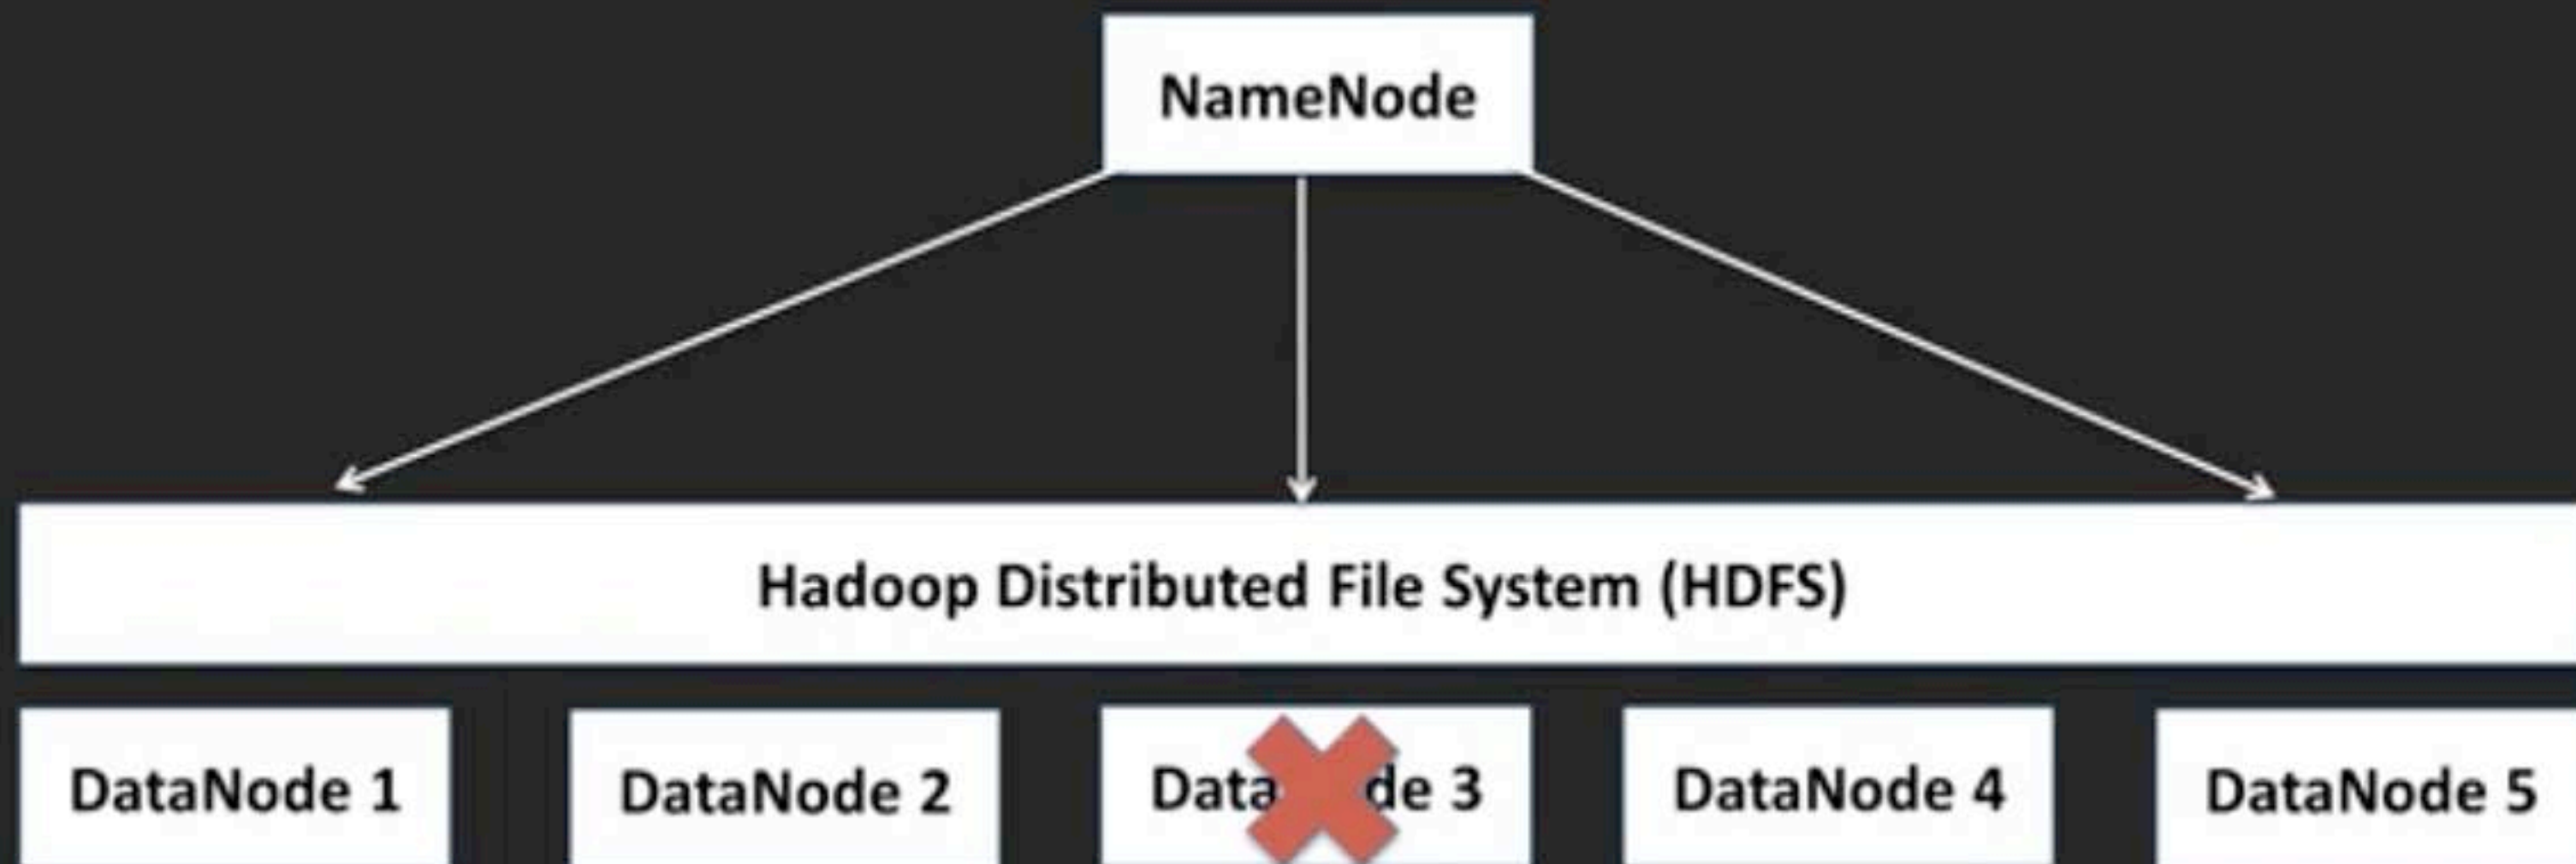 NameNode
Hadoop Distributed File System (HDFS)
DataNode 1
DataNode 2
Data de 3
DataNode 4
DataNode 5